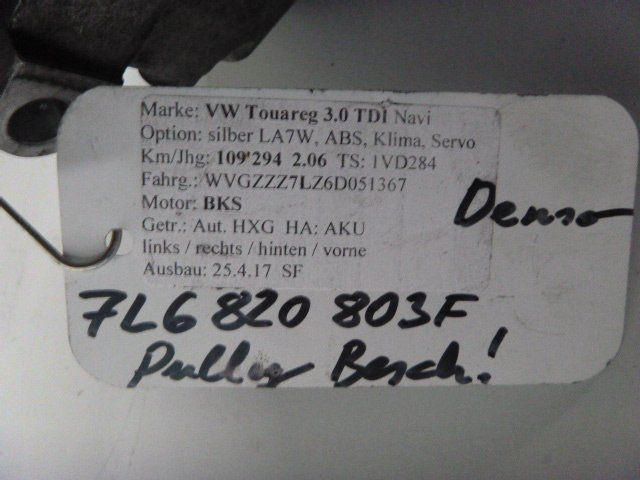 Marke: VW Touareg 3.0 TDI Navi
Option: silber LA7W, ABS, Klima, Servo
Km/Jhg: 109'294 2.06 TS: 1VD284
Fahrg.: WVGZZZ7LZ6D051367
Motor: BKS
Getr.: Aut. HXG HA: AKU
links / rechts / hinten / vorne
Ausbau: 25.4.17 SF
Denso
7L6 820 803F
Pulley Besch.!